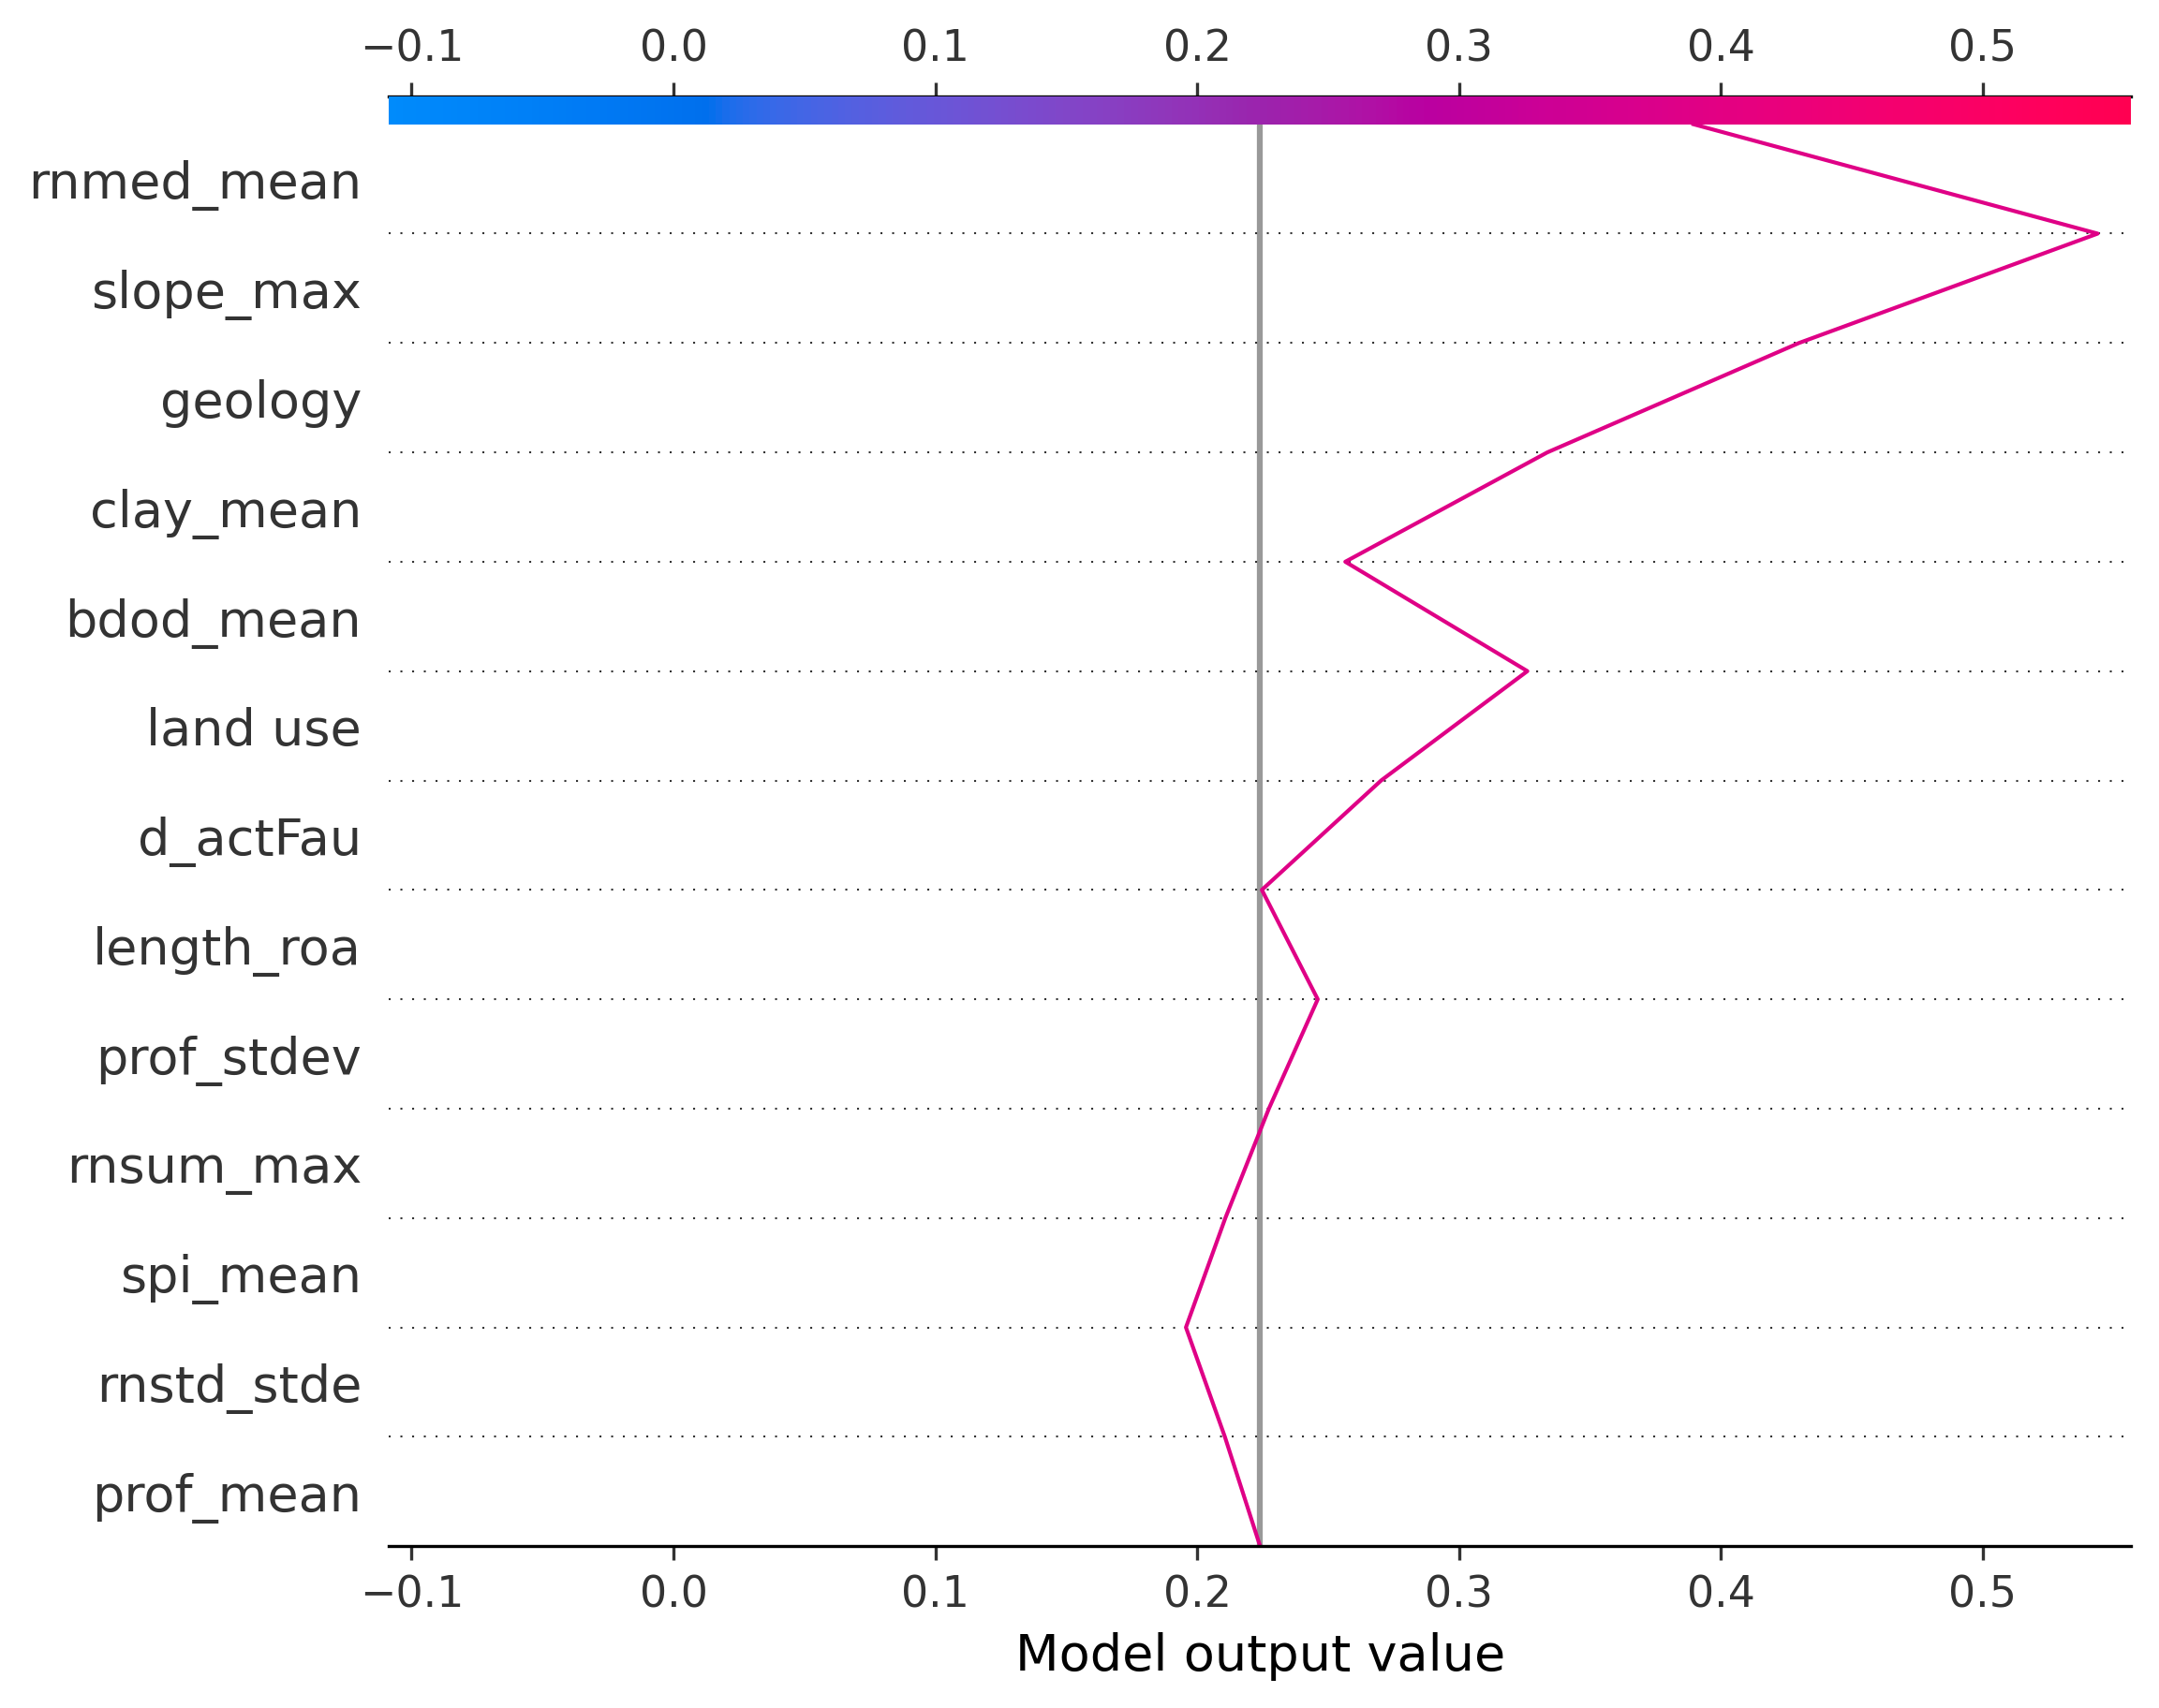 −0.1 0.0 0.1 0.2 0.3 0.4 0.5
rnmed_mean
slope_max
geology
clay_mean
bdod_mean
land use
d_actFau
length_roa
prof_stdev
rnsum_max
spi_mean
rnstd_stde
prof_mean
−0.1 0.0 0.1 0.2 0.3 0.4 0.5
Model output value